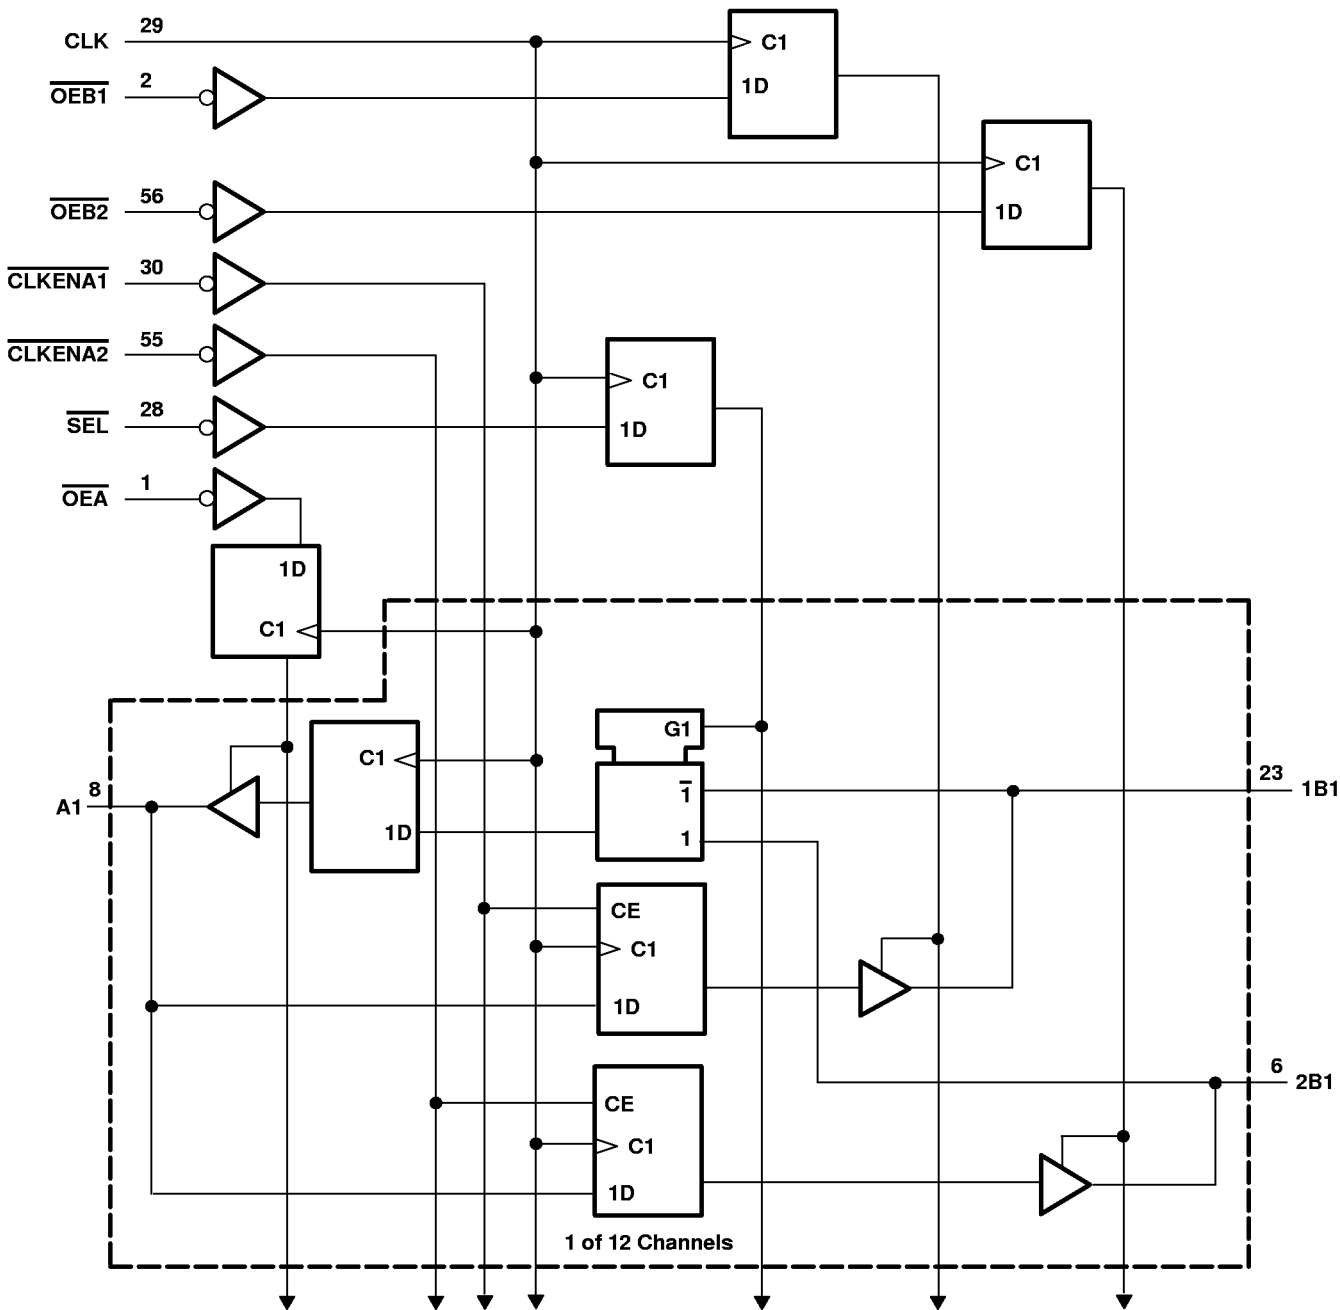 CLK 29
C1
1D
OEB1 2
C1
1D
OEB2 56
CLKENA1 30
CLKENA2 55
C1
1D
SEL 28
OEA 1
1D
C1
G1
C1
1D
1
1
A1 8
23 1B1
CE
C1
1D
6 2B1
CE
C1
1D
1 of 12 Channels